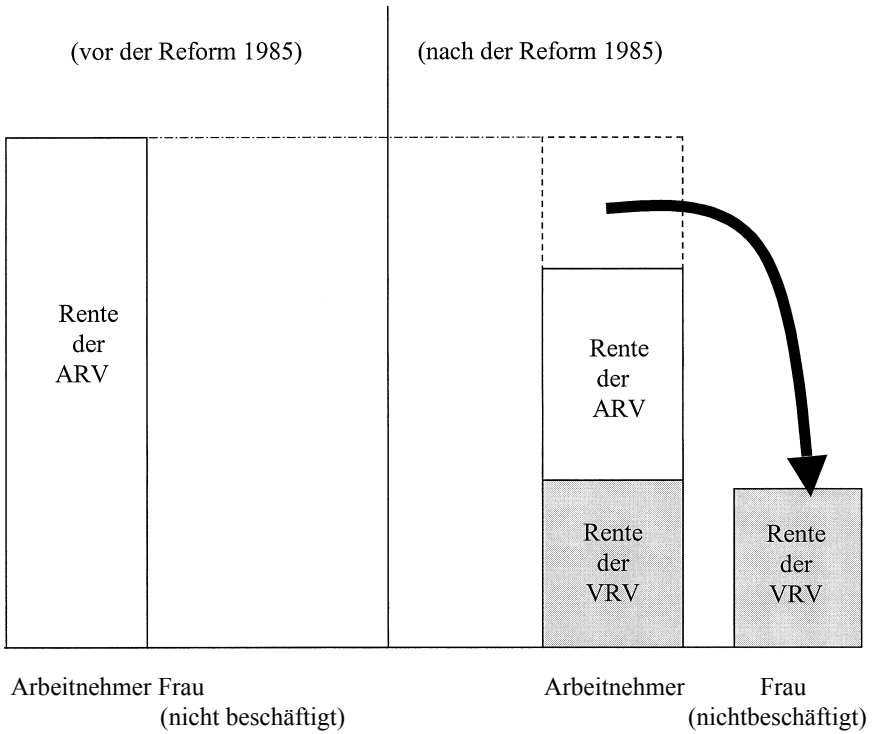 (vor der Reform 1985)
(nach der Reform 1985)
Rente
der
ARV
Rente
der
ARV
Rente
der
VRV
Rente
der
VRV
Arbeitnehmer Frau
(nicht beschäftigt)
Arbeitnehmer
Frau
(nichtbeschäftigt)